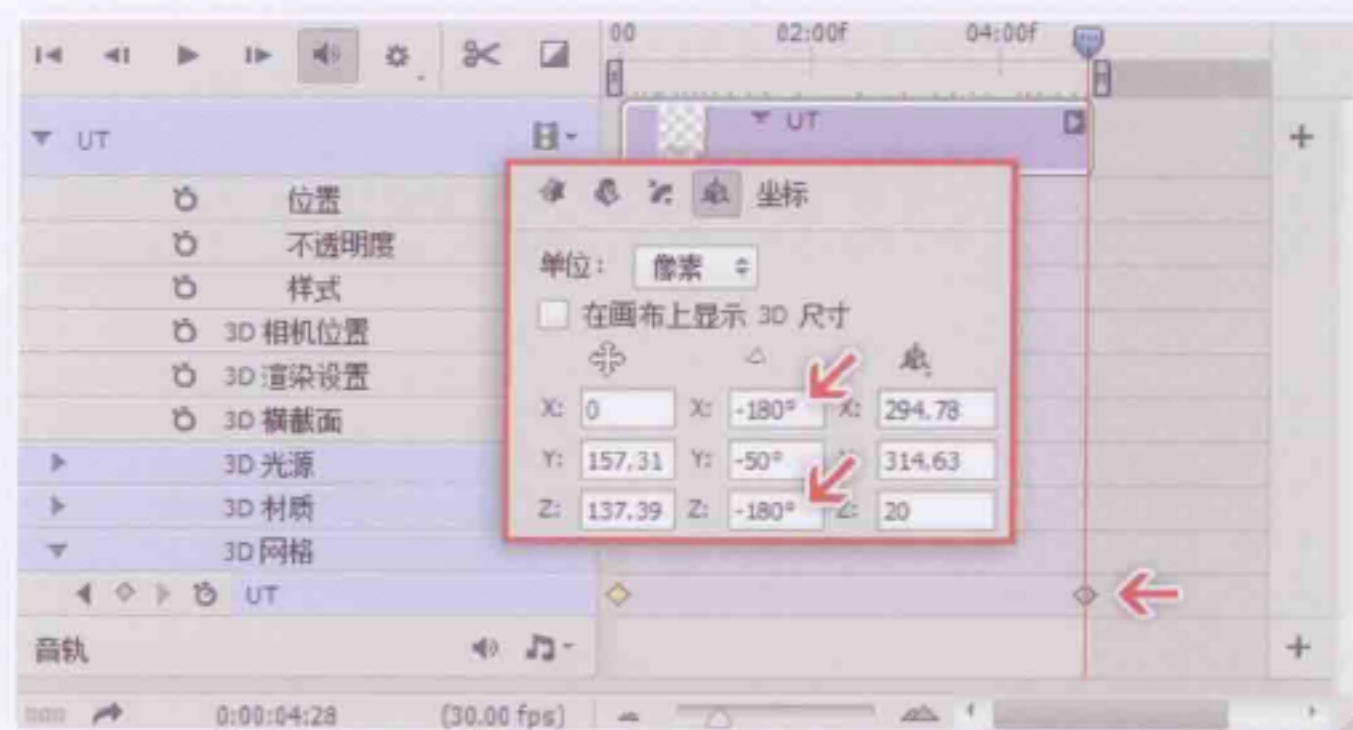 00 02:00f 04:00f
UT
UT
位置
不透明度
样式
3D 相机位置
3D 渲染设置
3D 横截面
3D 光源
3D 材质
3D 网格
UT
音轨
0:00:04:28 (30.00 fps)
坐标
单位: 像素
在画布上显示 3D 尺寸
X: 0 X: -180° X: 294.78
Y: 157.31 Y: -50° 314.63
Z: 137.39 Z: -180° Z: 20